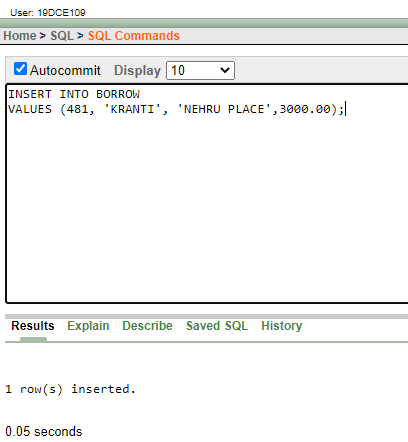 User: 19DCE109
Home > SQL > SQL Commands
Autocommit Display 10
INSERT INTO BORROW
VALUES (481, 'KRANTI', 'NEHRU PLACE',3000.00);
Results Explain Describe Saved SQL History
1 row(s) inserted.
0.05 seconds